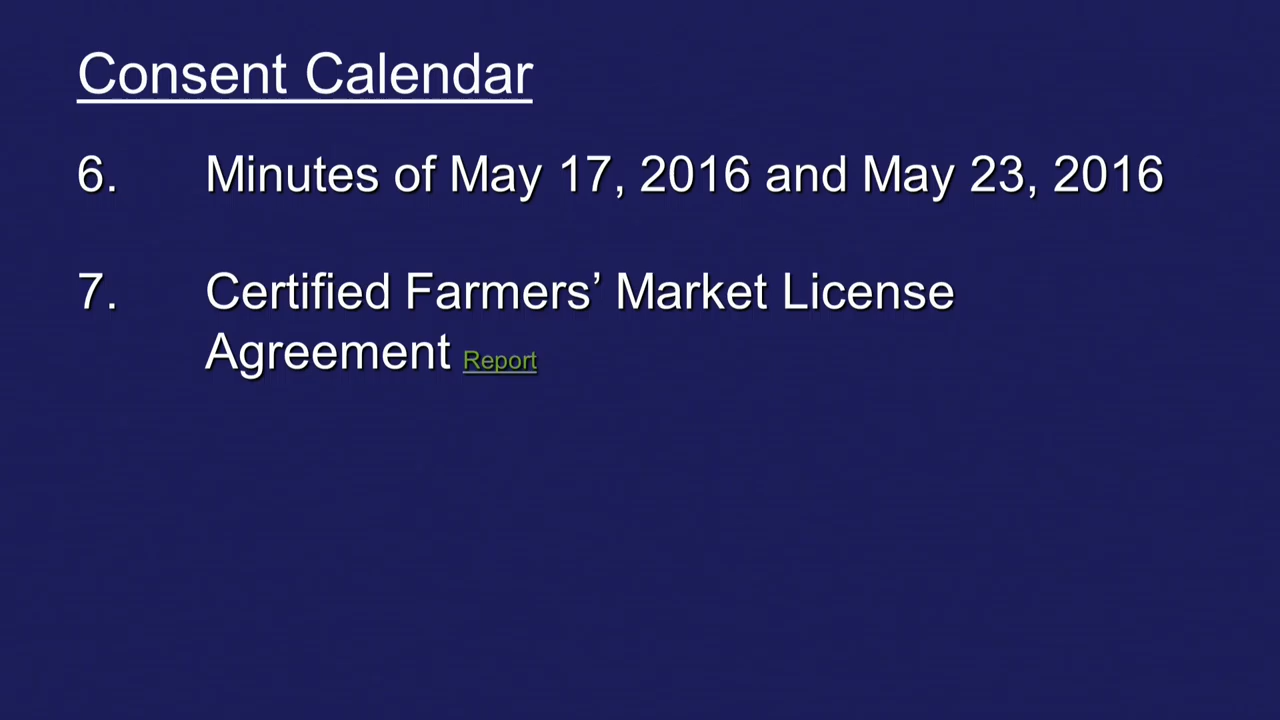 Consent Calendar
6. Minutes of May 17, 2016 and May 23, 2016
7. Certified Farmers’ Market License
Agreement Report